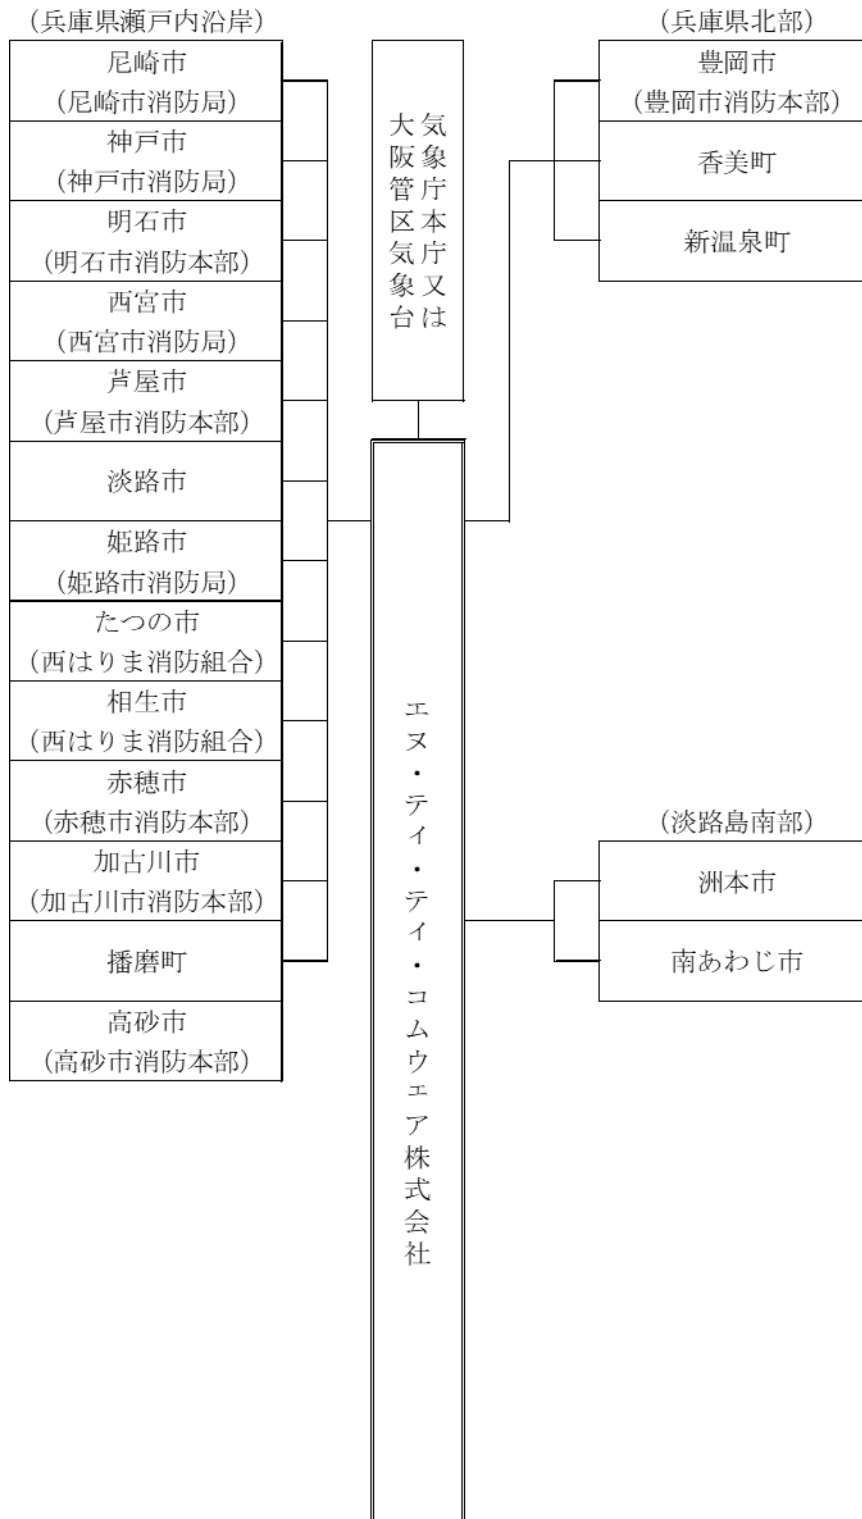 (兵庫県瀬戸内沿岸)
尼崎市
(尼崎市消防局)
神戸市
(神戸市消防局)
明石市
(明石市消防本部)
西宮市
(西宮市消防局)
芦屋市
(芦屋市消防本部)
淡路市
姫路市
(姫路市消防局)
たつの市
(西はりま消防組合)
相生市
(西はりま消防組合)
赤穂市
(赤穂市消防本部)
加古川市
(加古川市消防本部)
播磨町
高砂市
(高砂市消防本部)
気象庁本庁又は
大阪管区気象台
エヌ・ティ・ティ・コムウェア株式会社
(兵庫県北部)
豊岡市
(豊岡市消防本部)
香美町
新温泉町
(淡路島南部)
洲本市
南あわじ市